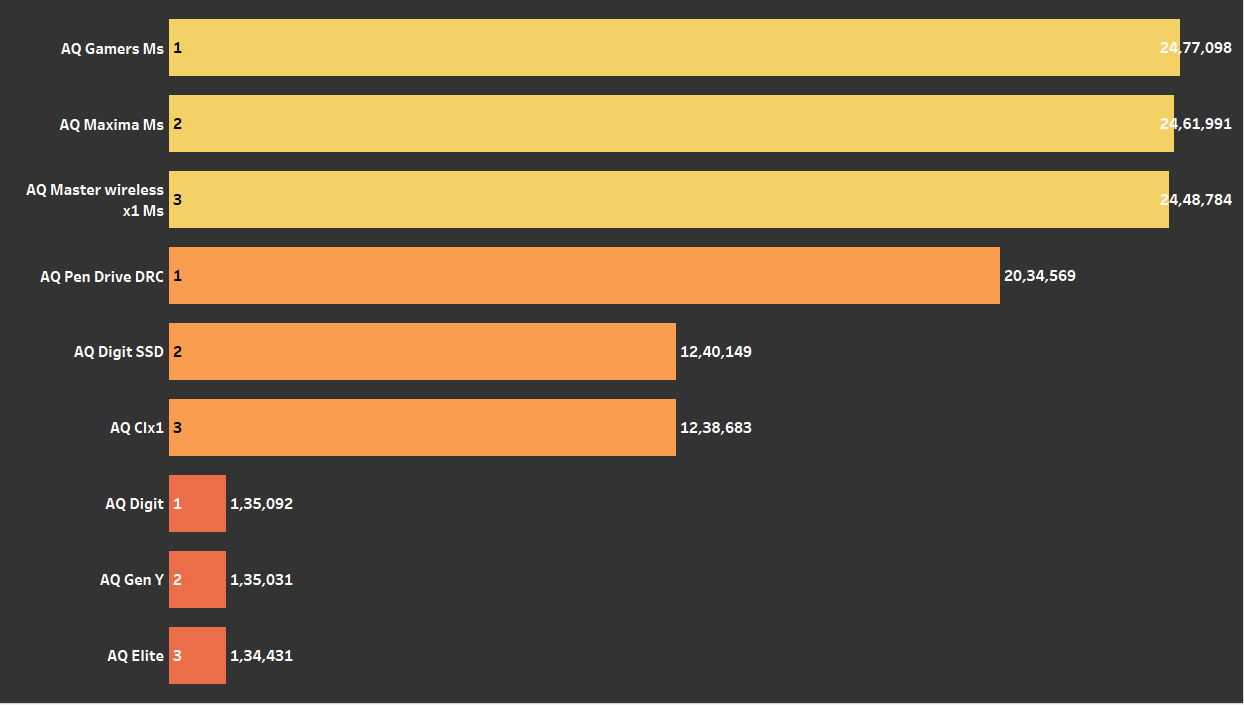 AQ Gamers Ms 1 24,77,098
AQ Maxima Ms 2 24,61,991
AQ Master wireless
x1 Ms 3 24,48,784
AQ Pen Drive DRC 1 20,34,569
AQ Digit SSD 2 12,40,149
AQ Clx1 3 12,38,683
AQ Digit 1 1,35,092
AQ Gen Y 2 1,35,031
AQ Elite 3 1,34,431